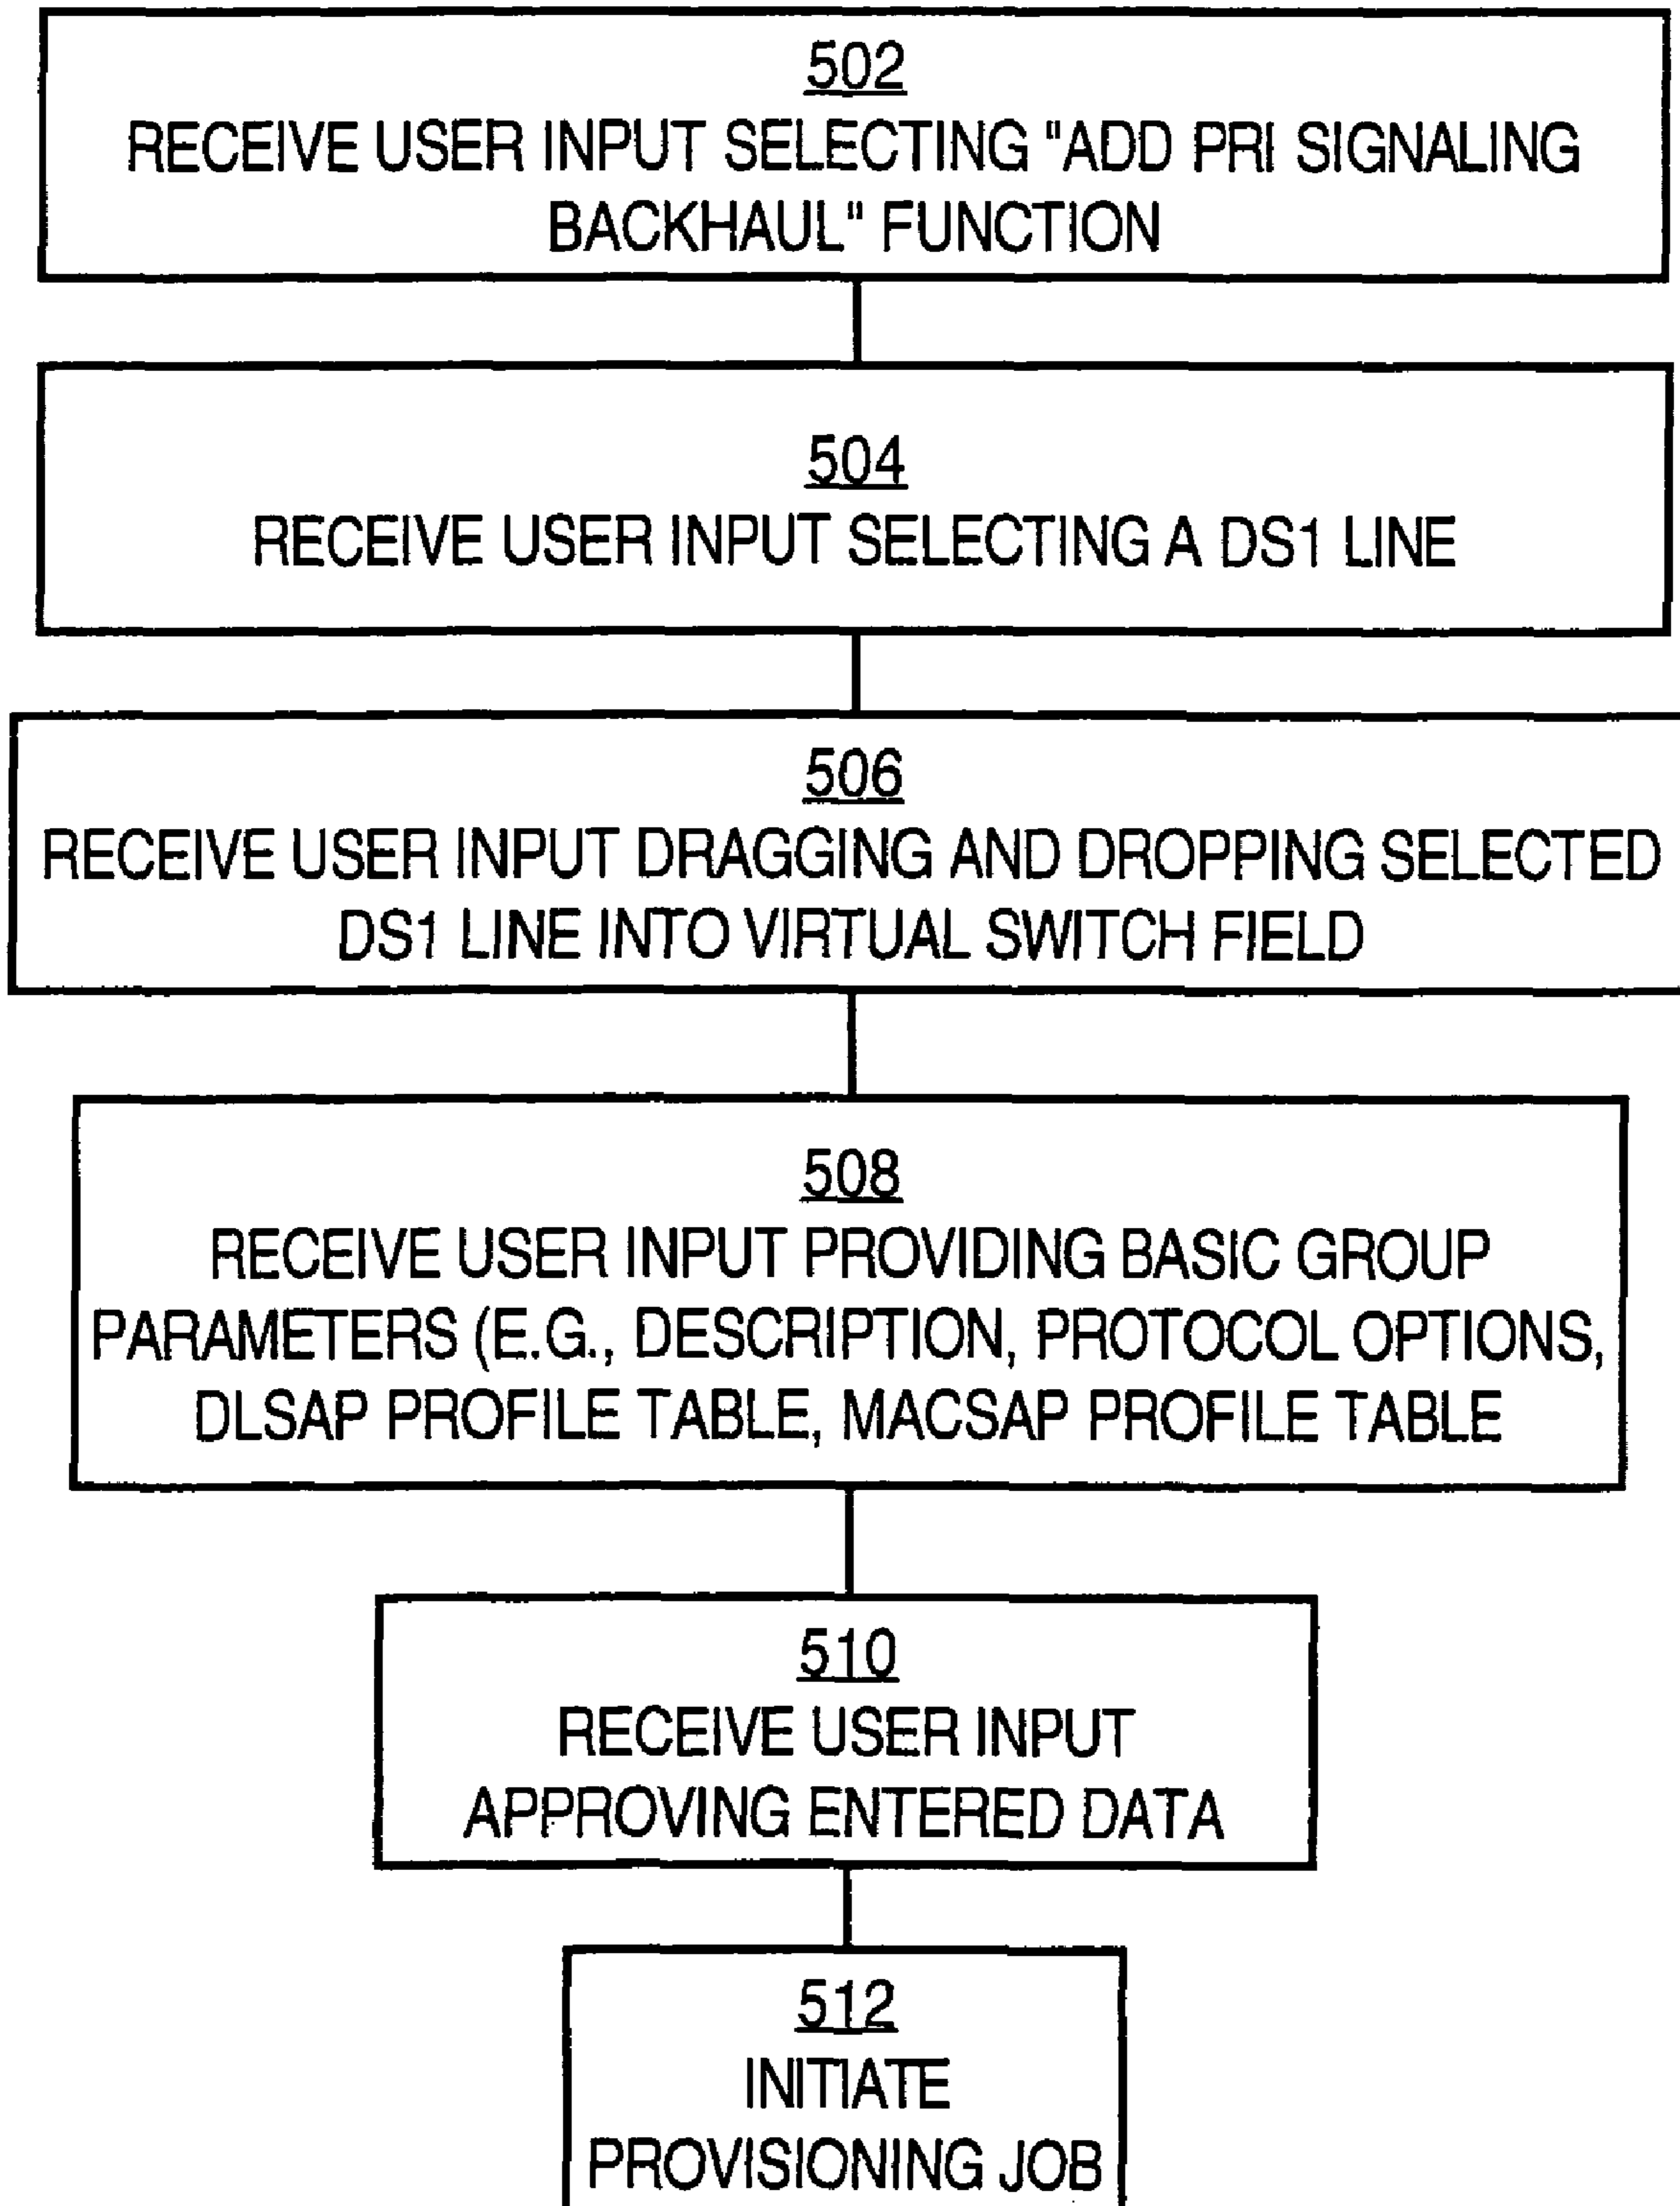 502
RECEIVE USER INPUT SELECTING "ADD PRI SIGNALING
BACKHAUL" FUNCTION
504
RECEIVE USER INPUT SELECTING A DS1 LINE
506
RECEIVE USER INPUT DRAGGING AND DROPPING SELECTED
DS1 LINE INTO VIRTUAL SWITCH FIELD
508
RECEIVE USER INPUT PROVIDING BASIC GROUP
PARAMETERS (E.G., DESCRIPTION, PROTOCOL OPTIONS,
DLSAP PROFILE TABLE, MACSAP PROFILE TABLE
510
RECEIVE USER INPUT
APPROVING ENTERED DATA
512
INITIATE
PROVISIONING JOB